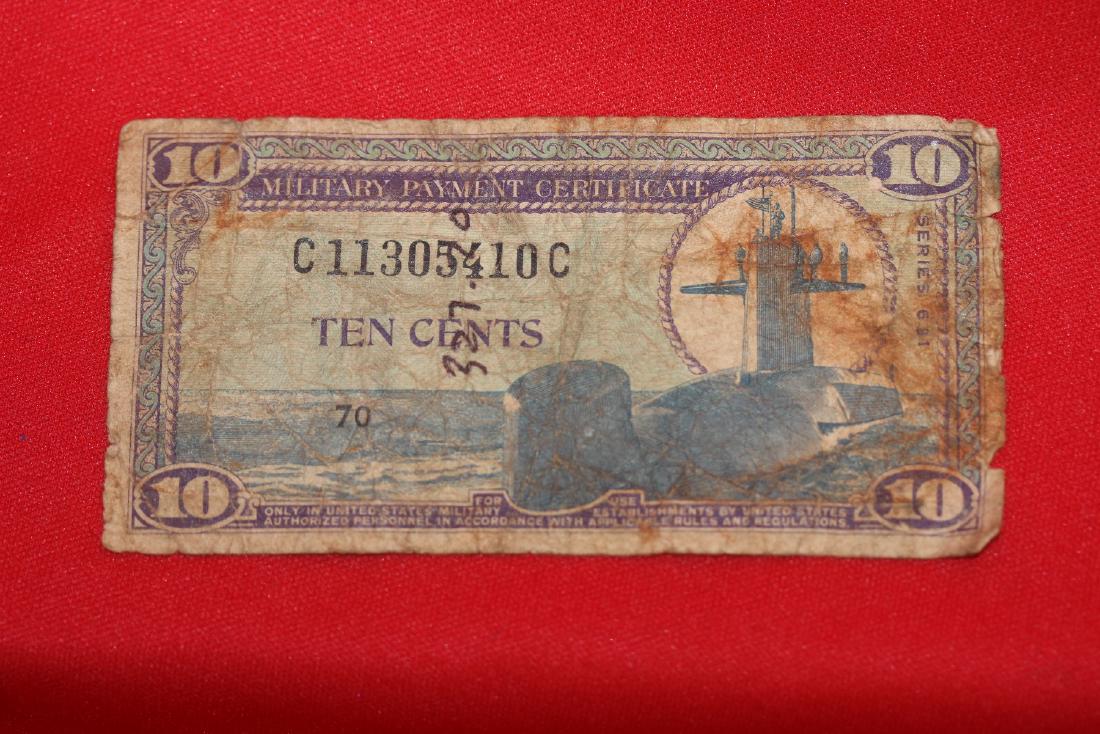 10
10
MILITARY PAYMENT CERTIFICATE
C11305410C
SERIES 681
TEN CENTS
70
10
10
FOR USE
ONLY IN UNITED STATES MILITARY ESTABLISHMENTS BY UNITED STATES
AUTHORIZED PERSONNEL IN ACCORDANCE WITH APPLICABLE RULES AND REGULATIONS